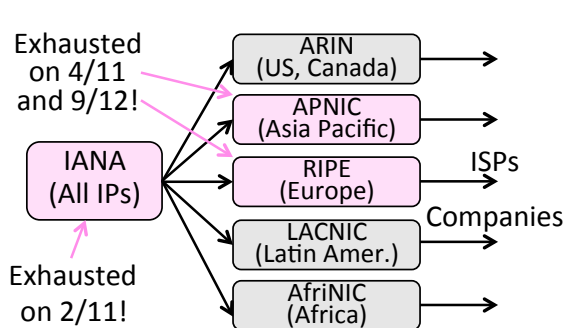 Exhausted
on 4/11
and 9/12!
IANA
(All IPs)
Exhausted
on 2/11!
ARIN
(US, Canada)
APNIC
(Asia Pacific)
RIPE
(Europe)
LACNIC
(Latin Amer.)
AfriNIC
(Africa)
ISPs
Companies